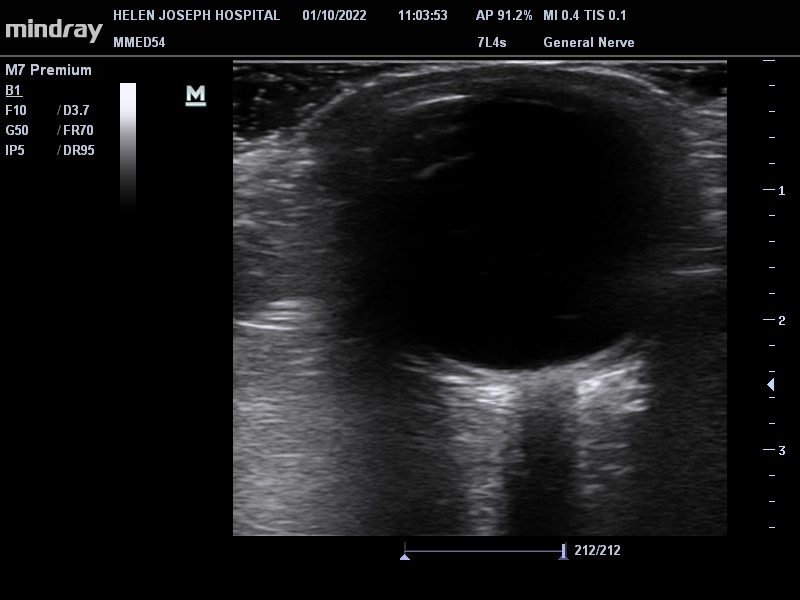 mindray
HELEN JOSEPH HOSPITAL 01/10/2022 11:03:53 AP 91.2% MI 0.4 TIS 0.1
MMED54 7L4s General Nerve
M7 Premium
B1
F10 / D3.7
G50 / FR70
IP5 / DR95
M
1
2
3
212/212